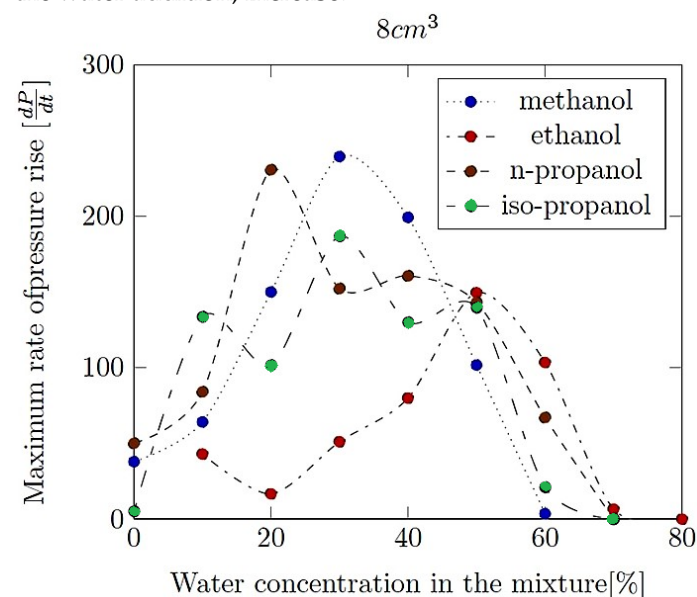 8cm³
300
200
100
0
0 20 40 60 80
Maximum rate ofpressure rise [dP/dt]
Water concentration in the mixture[%]
methanol
ethanol
n-propanol
iso-propanol